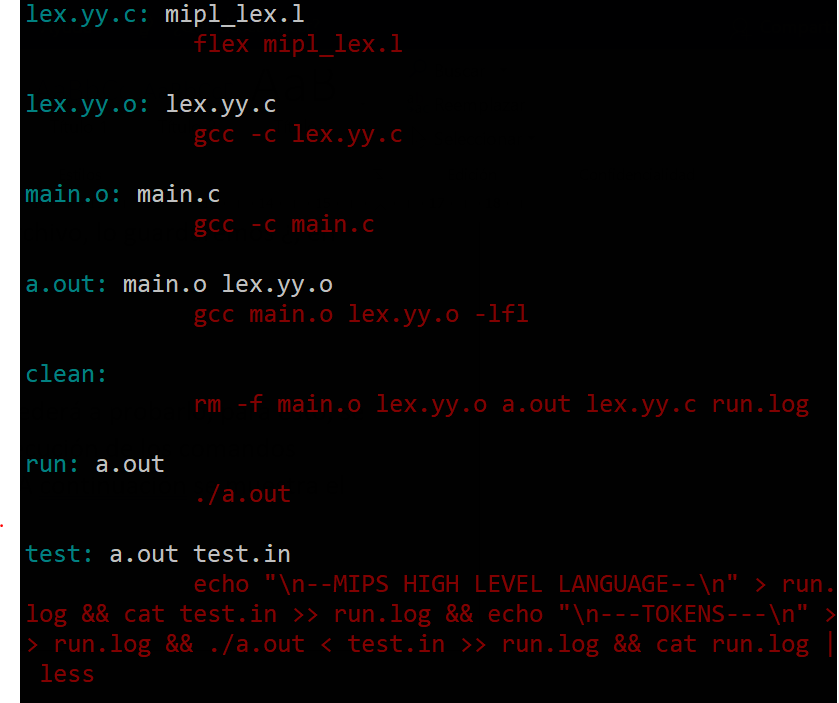 lex.yy.c: mipl_lex.l
flex mipl_lex.l
lex.yy.o: lex.yy.c
gcc -c lex.yy.c
main.o: main.c
gcc -c main.c
a.out: main.o lex.yy.o
gcc main.o lex.yy.o -lfl
clean:
rm -f main.o lex.yy.o a.out lex.yy.c run.log
run: a.out
./a.out
test: a.out test.in
echo "\n--MIPS HIGH LEVEL LANGUAGE--\n" > run.
log && cat test.in >> run.log && echo "\n---TOKENS---\n" >
> run.log && ./a.out < test.in >> run.log && cat run.log |
less